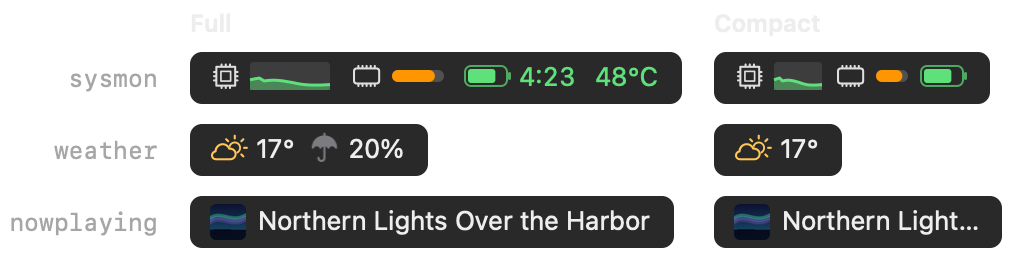 Full Compact
sysmon 4:23 48°C
weather 17° 20% 17°
nowplaying Northern Lights Over the Harbor Northern Light...